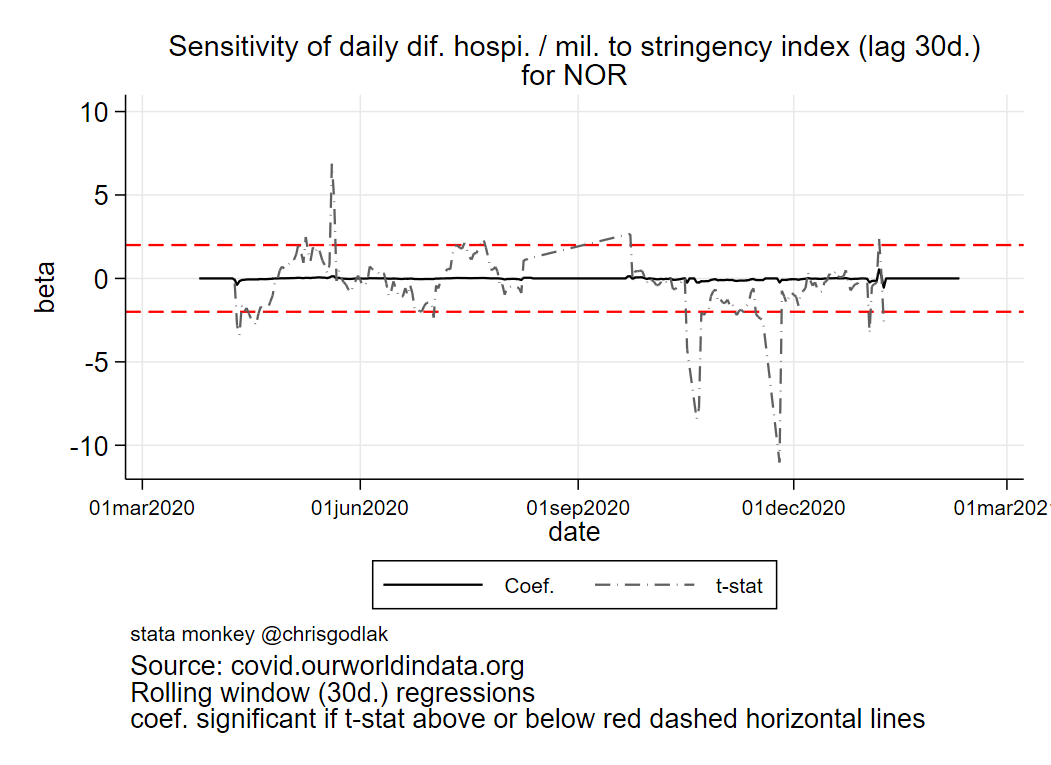 Sensitivity of daily dif. hospi. / mil. to stringency index (lag 30d.)
for NOR
10
5
0
-5
-10
beta
01mar2020 01jun2020 01sep2020 01dec2020 01mar202
date
Coef. t-stat
stata monkey @chrisgodlak
Source: covid.ourworldindata.org
Rolling window (30d.) regressions
coef. significant if t-stat above or below red dashed horizontal lines